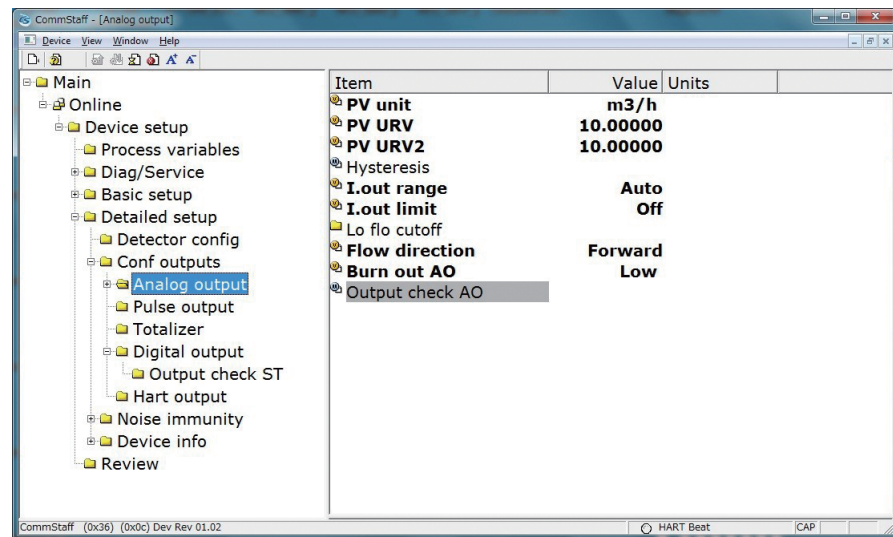 CommStaff - [Analog output]
Device View Window Help
Main
Online
Device setup
Process variables
Diag/Service
Basic setup
Detailed setup
Detector config
Conf outputs
Analog output
Pulse output
Totalizer
Digital output
Output check ST
Hart output
Noise immunity
Device info
Review
Item Value Units
PV unit m3/h
PV URV 10.00000
PV URV2 10.00000
Hysteresis
I.out range Auto
I.out limit Off
Lo flo cutoff
Flow direction Forward
Burn out AO Low
Output check AO
CommStaff (0x36) (0x0c) Dev Rev 01.02 HART Beat CAP